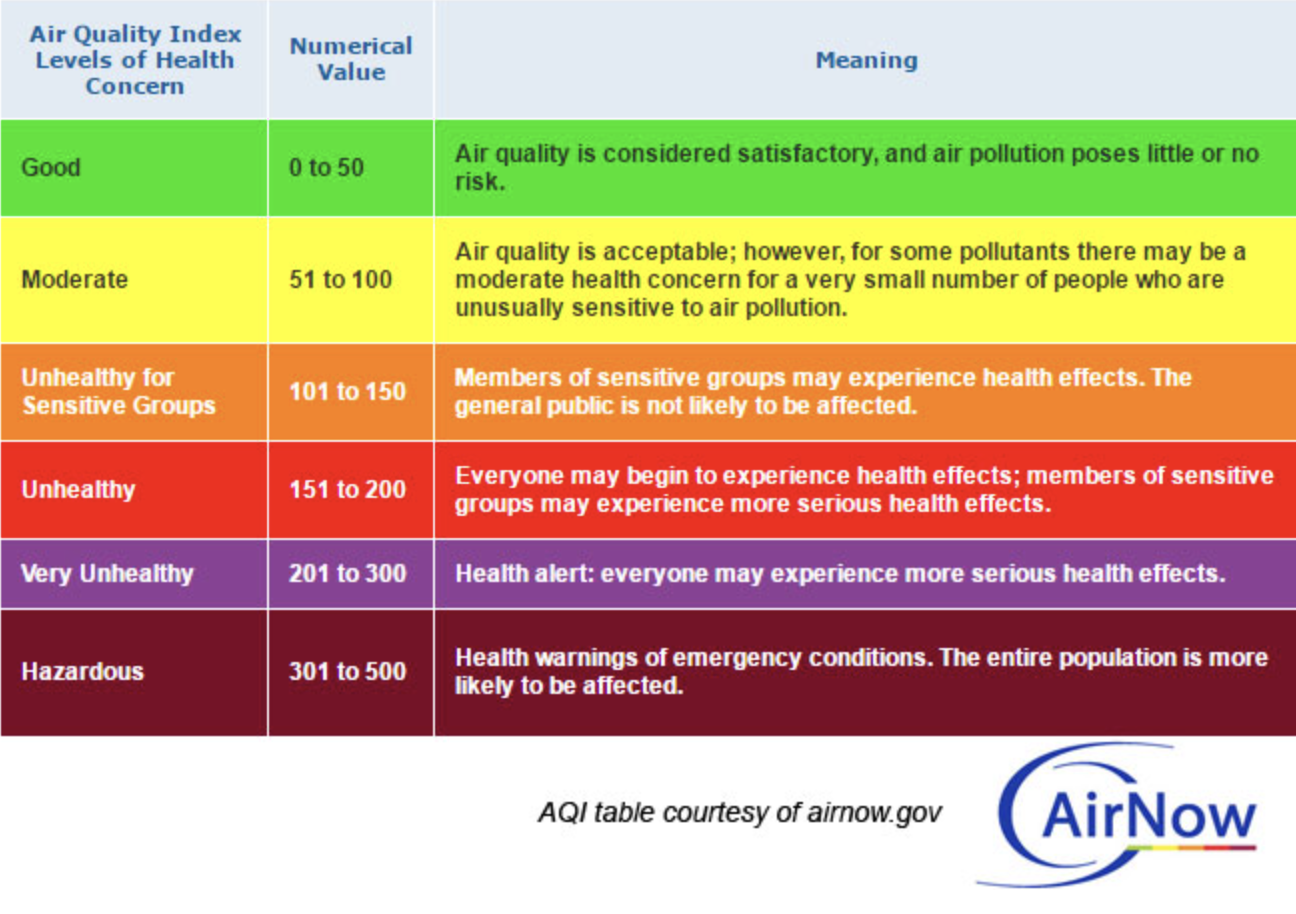 Air Quality Index
Levels of Health
Concern
Numerical
Value
Meaning
Good
0 to 50
Air quality is considered satisfactory, and air pollution poses little or no
risk.
Moderate
51 to 100
Air quality is acceptable; however, for some pollutants there may be a
moderate health concern for a very small number of people who are
unusually sensitive to air pollution.
Unhealthy for
Sensitive Groups
101 to 150
Members of sensitive groups may experience health effects. The
general public is not likely to be affected.
Unhealthy
151 to 200
Everyone may begin to experience health effects; members of sensitive
groups may experience more serious health effects.
Very Unhealthy
201 to 300
Health alert: everyone may experience more serious health effects.
Hazardous
301 to 500
Health warnings of emergency conditions. The entire population is more
likely to be affected.
AQI table courtesy of airnow.gov
AirNow